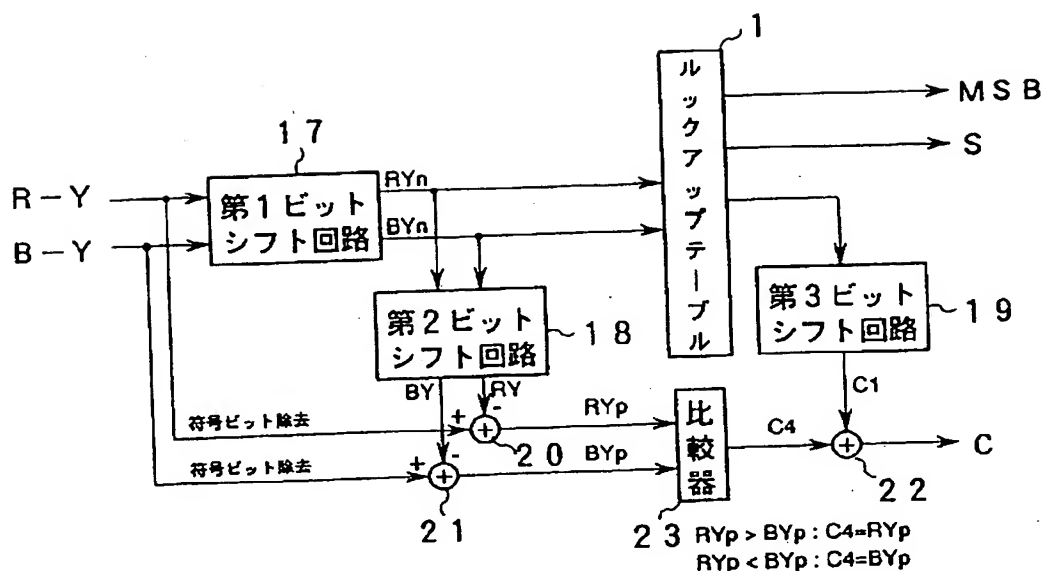 1
ルックアップテーブル
MSB
S
17
R-Y
B-Y
第1ビット
シフト回路
RYn
BYn
第2ビット
シフト回路
18
第3ビット
シフト回路
19
BY
RY
C1
符号ビット除去
+
-
20
RYp
比較器
C4
+
C
符号ビット除去
+
-
+
BYp
+
21
22
23
RYp > BYp : C4=RYp
RYp < BYp : C4=BYp